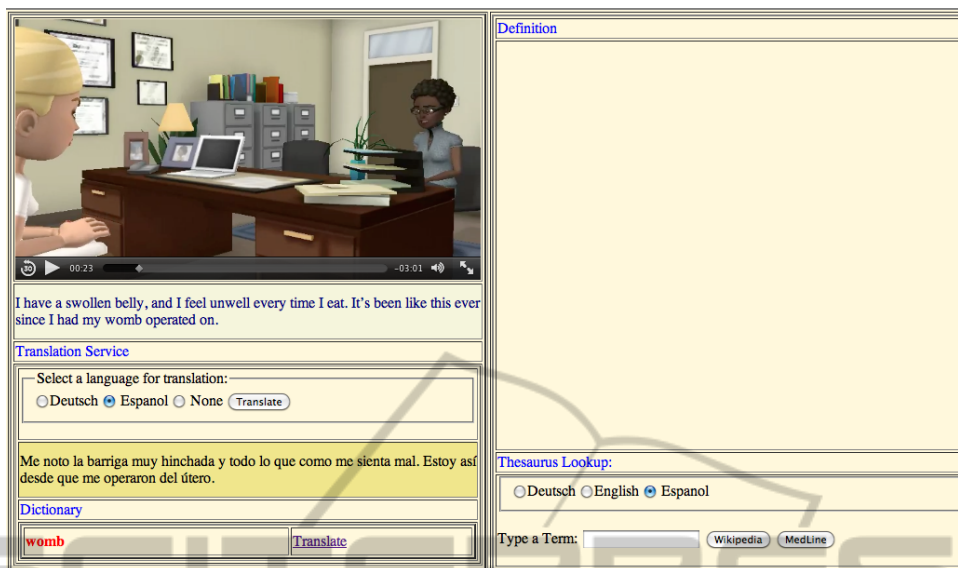 30 00:23 -03:01
I have a swollen belly, and I feel unwell every time I eat. It's been like this ever
since I had my womb operated on.
Translation Service
Select a language for translation:
Deutsch Espanol None Translate
Me noto la barriga muy hinchada y todo lo que como me sienta mal. Estoy así
desde que me operaron del útero.
Dictionary
womb Translate
Definition
Thesaurus Lookup:
Deutsch English Espanol
Type a Term: Wikipedia MedLine